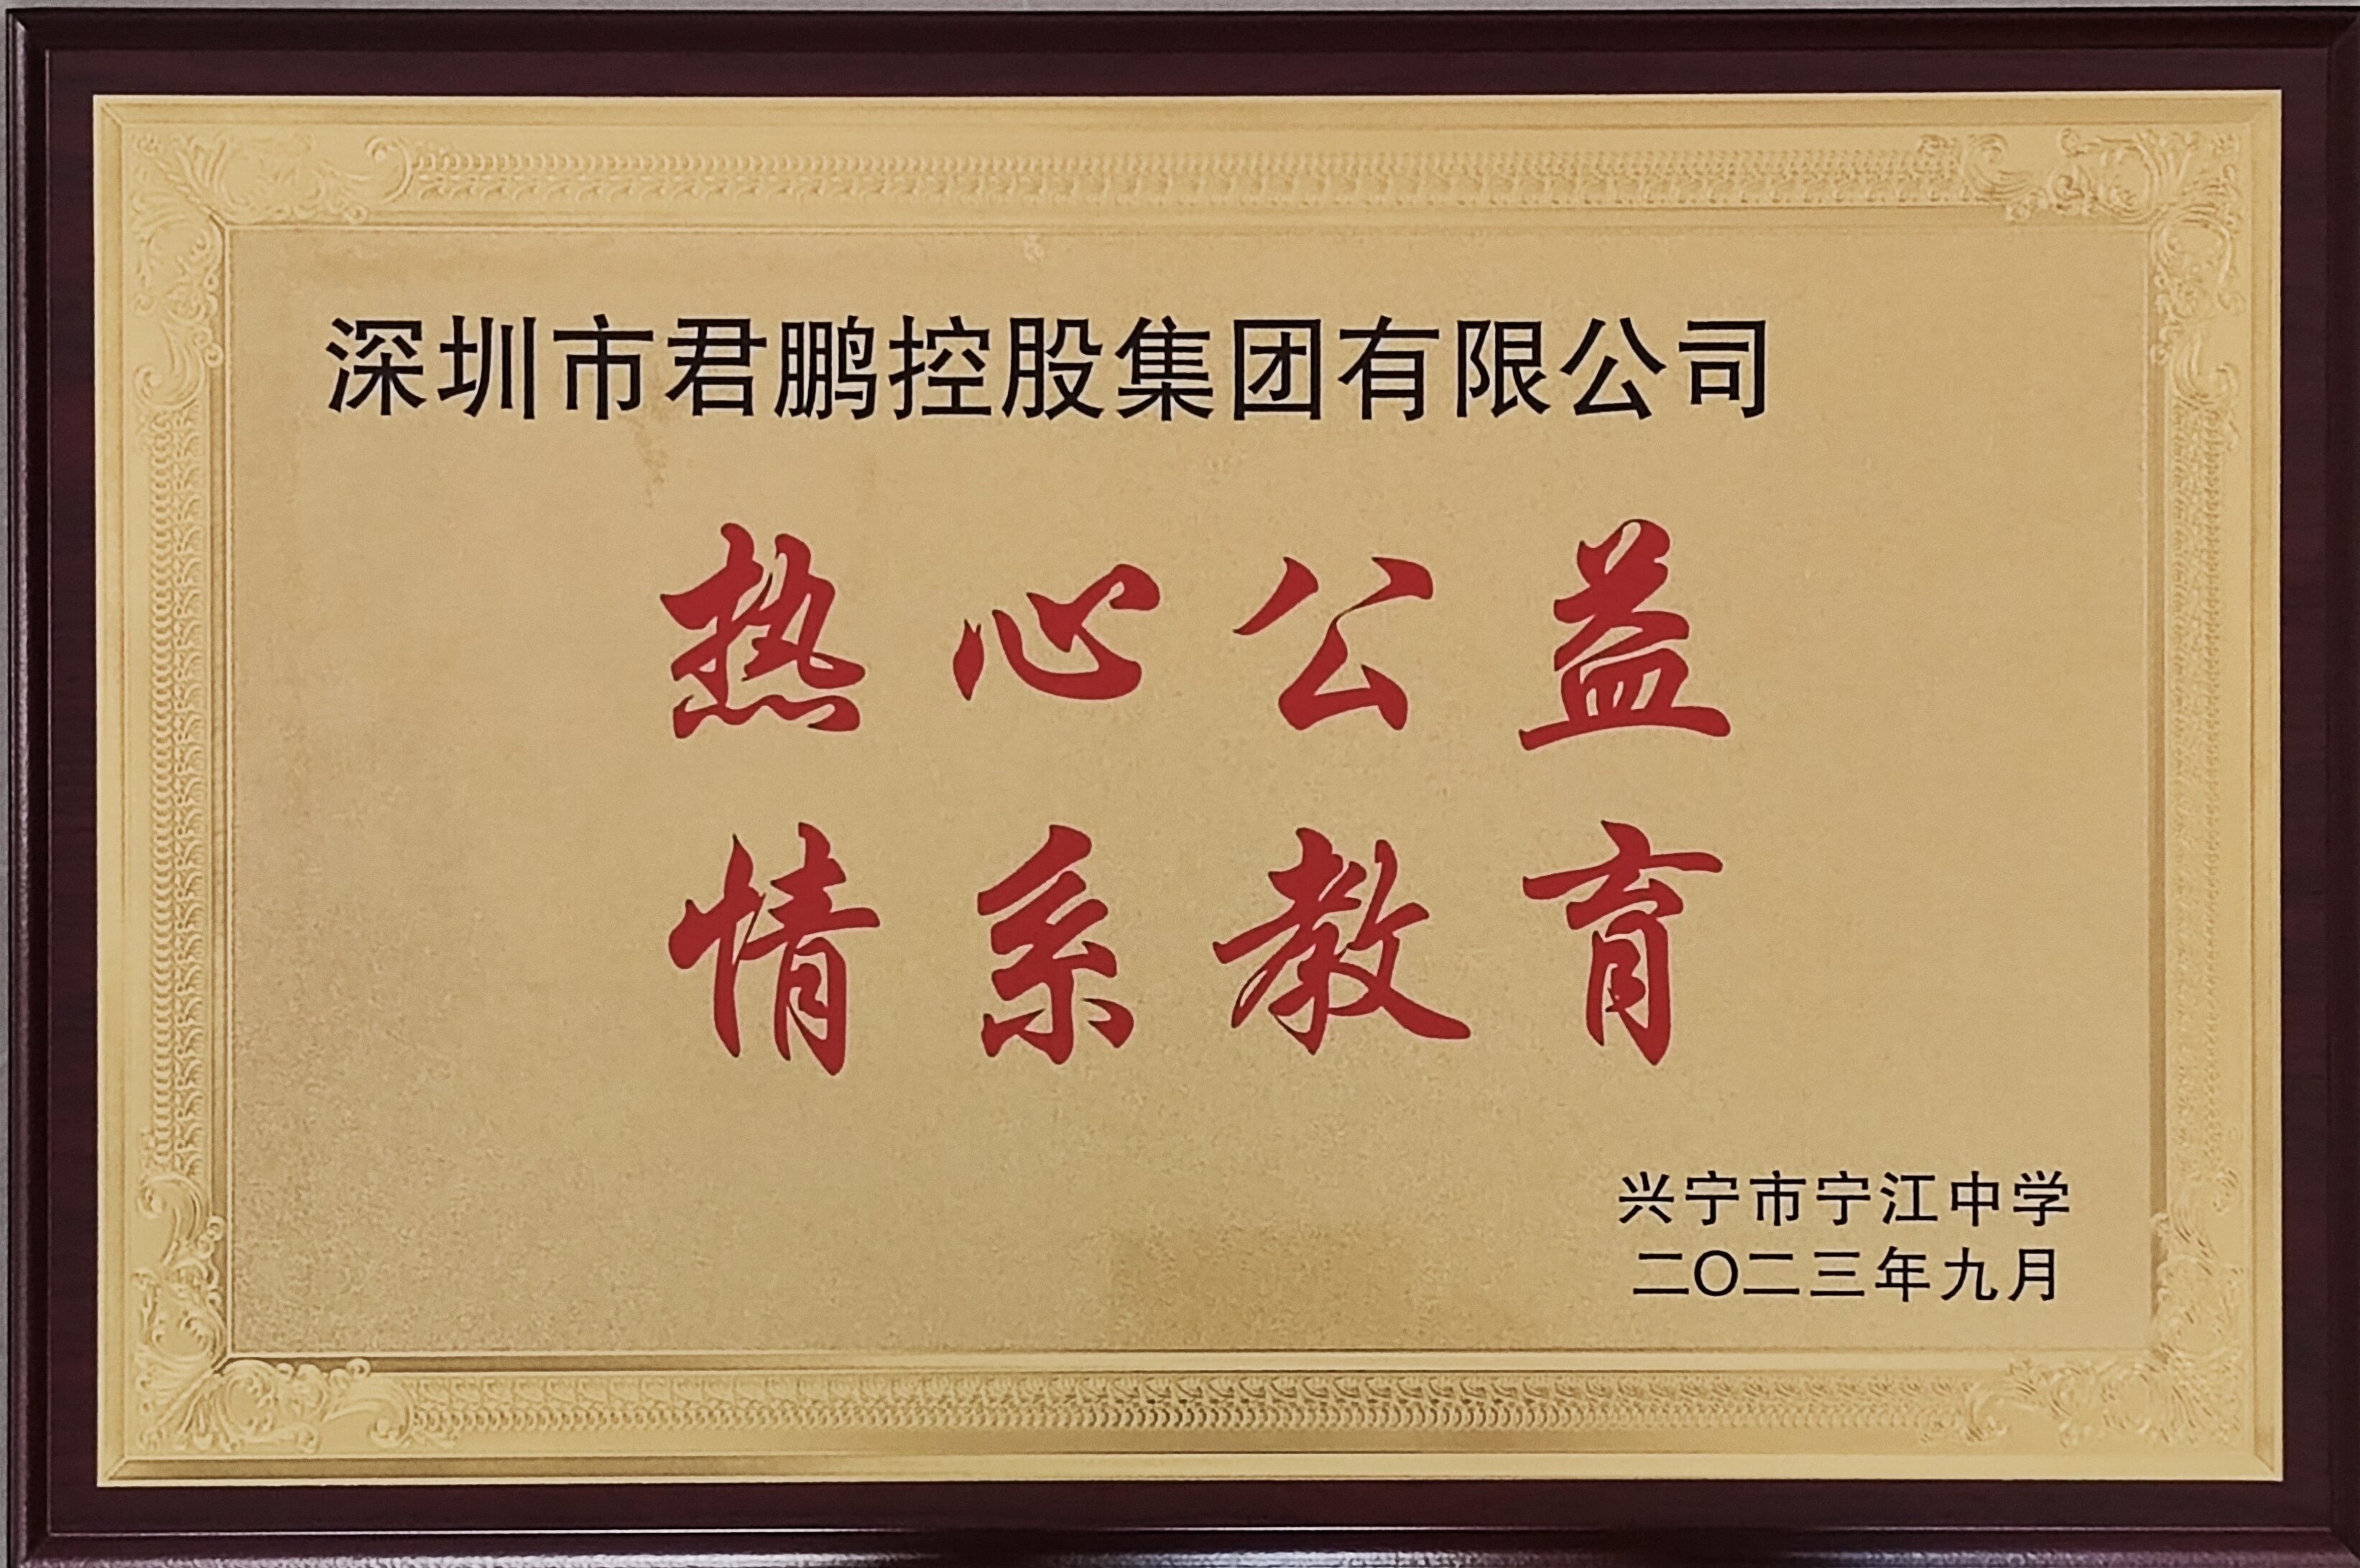 深圳市君鹏控股集团有限公司
热心公益
情系教育
兴宁市宁江中学
二〇二三年九月